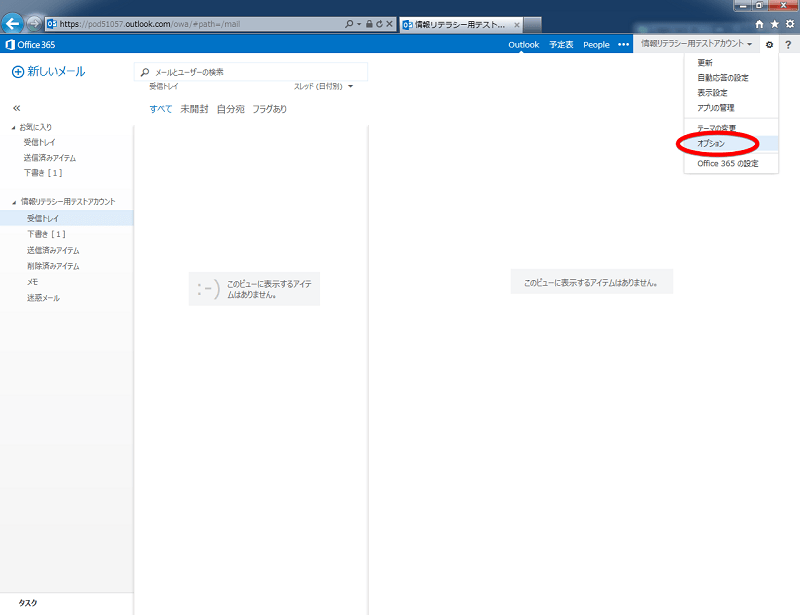 https://pod51057.outlook.com/owa/#path=/mail
情報リテラシー用テスト...
Office 365
Outlook 予定表 People ••• 情報リテラシー用テストアカウント ?
新しいメール
メールとユーザーの検索
受信トレイ スレッド (日付別)
すべて 未開封 自分宛 フラグあり
お気に入り
受信トレイ
送信済みアイテム
下書き [ 1 ]
情報リテラシー用テストアカウント
受信トレイ
下書き [ 1 ]
送信済みアイテム
削除済みアイテム
メモ
迷惑メール
タスク
:-)
このビューに表示するアイテ
ムはありません。
このビューに表示するアイテムはありません。
更新
自動応答の設定
表示設定
アプリの管理
テーマの変更
オプション
Office 365 の設定